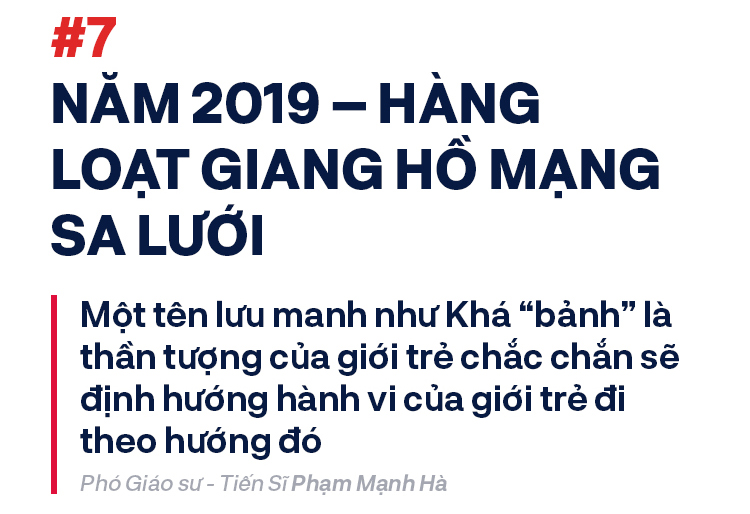 #7
NĂM 2019 – HÀNG
LOẠT GIANG HỒ MẠNG
SA LƯỚI
Một tên lưu manh như Khá “bảnh” là
thần tượng của giới trẻ chắc chắn sẽ
định hướng hành vi của giới trẻ đi
theo hướng đó
Phó Giáo sư - Tiến Sĩ Phạm Mạnh Hà